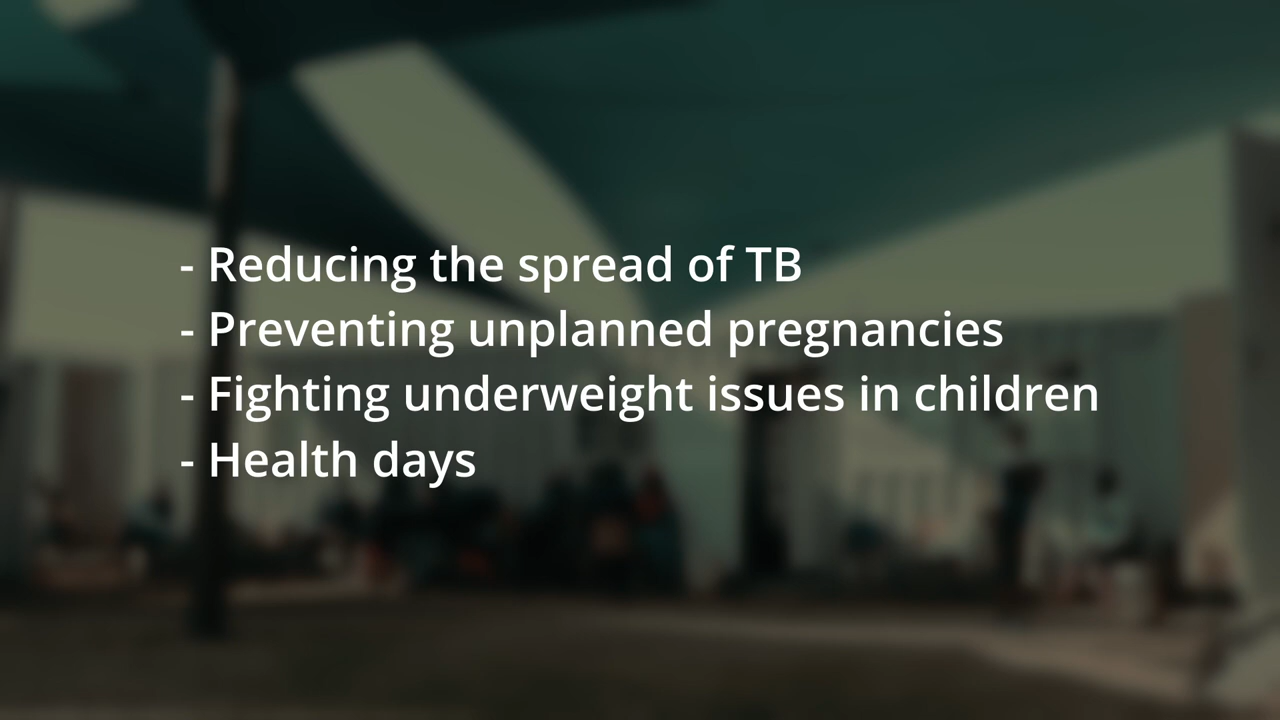 - Reducing the spread of TB
- Preventing unplanned pregnancies
- Fighting underweight issues in children
- Health days